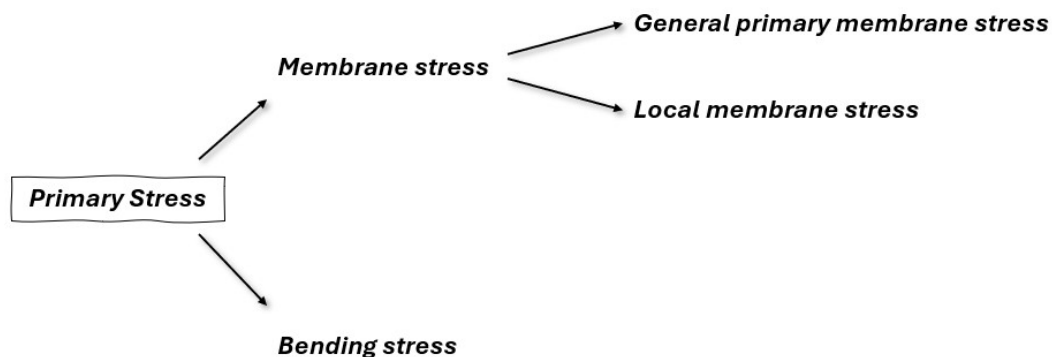 General primary membrane stress
Membrane stress
Local membrane stress
Primary Stress
Bending stress